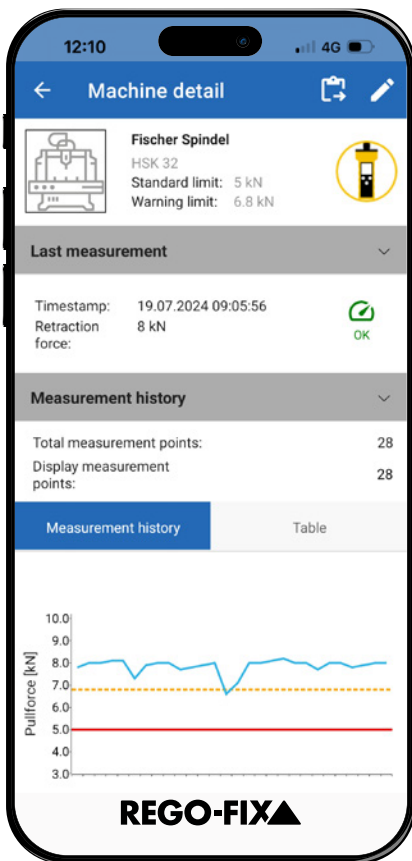 12:10
4G
Machine detail
Fischer Spindel
HSK 32
Standard limit: 5 kN
Warning limit: 6.8 kN
Last measurement
Timestamp: 19.07.2024 09:05:56
Retraction force: 8 kN
OK
Measurement history
Total measurement points: 28
Display measurement points: 28
Measurement history Table
Pullforce [kN]
10.0
9.0
8.0
7.0
6.0
5.0
4.0
3.0
REGO-FIX